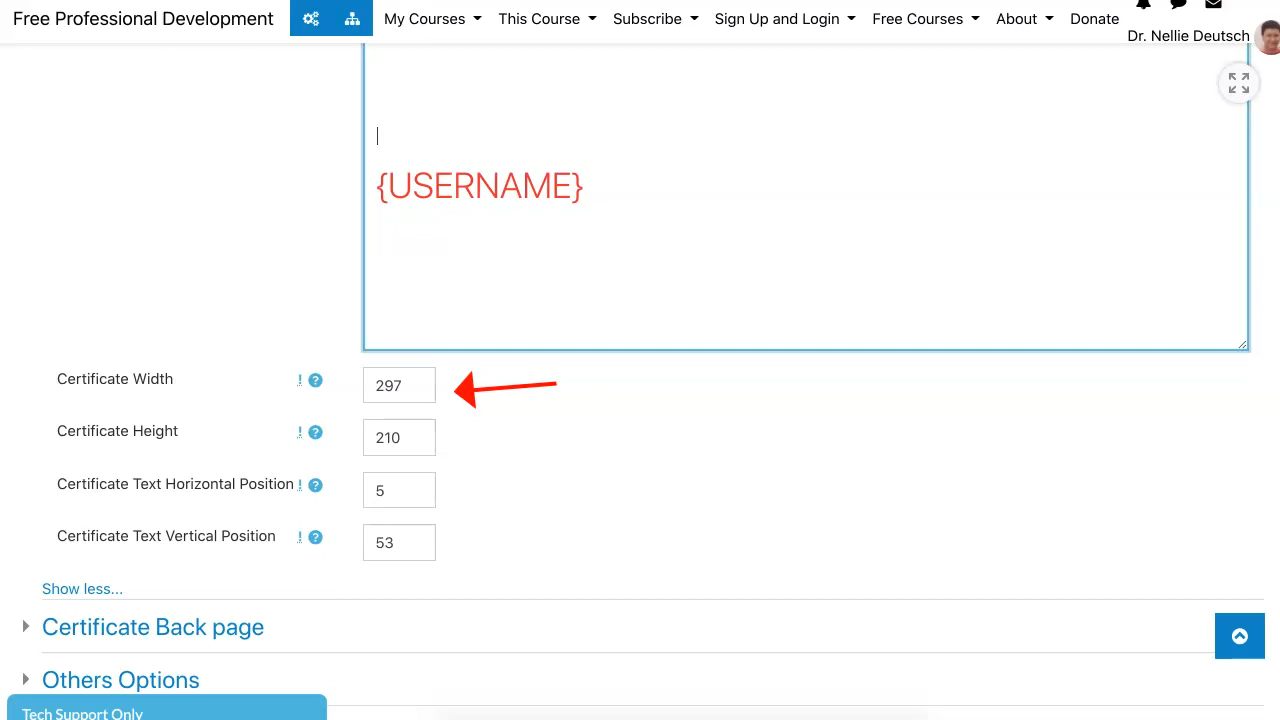 Free Professional Development My Courses This Course Subscribe Sign Up and Login Free Courses About Donate
Dr. Nellie Deutsch
{USERNAME}
Certificate Width ! ? 297
Certificate Height ! ? 210
Certificate Text Horizontal Position ! ? 5
Certificate Text Vertical Position ! ? 53
Show less...
Certificate Back page
Others Options
Tech Support Only